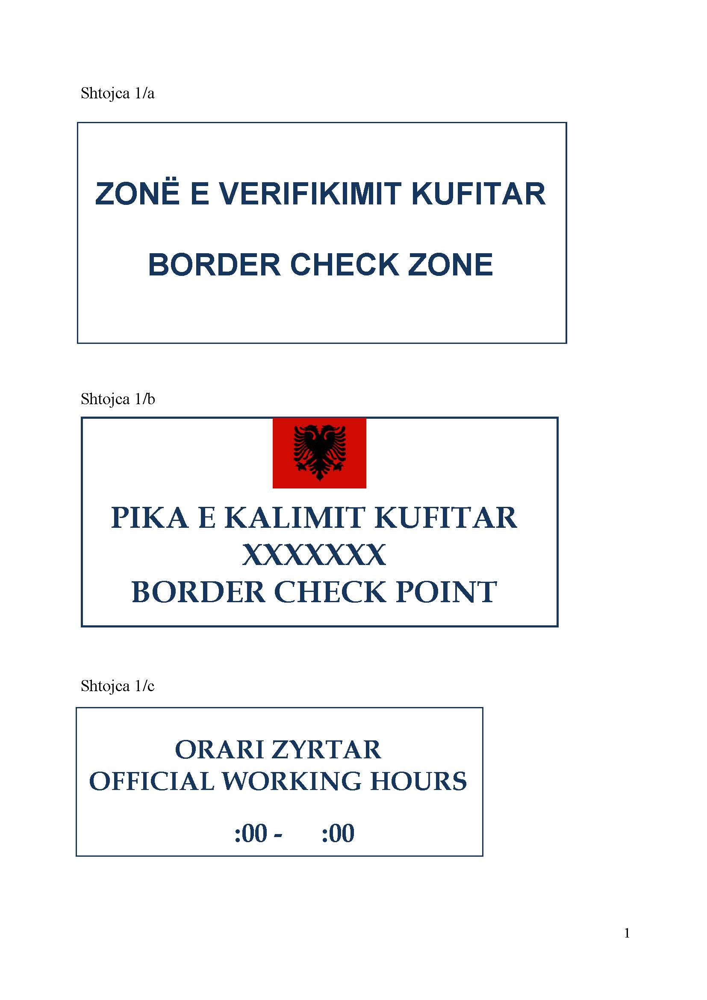 Shtojca 1/a
ZONË E VERIFIKIMIT KUFITAR
BORDER CHECK ZONE
Shtojca 1/b
PIKA E KALIMIT KUFITAR
XXXXXXX
BORDER CHECK POINT
Shtojca 1/c
ORARI ZYRTAR
OFFICIAL WORKING HOURS
:00 - :00
1